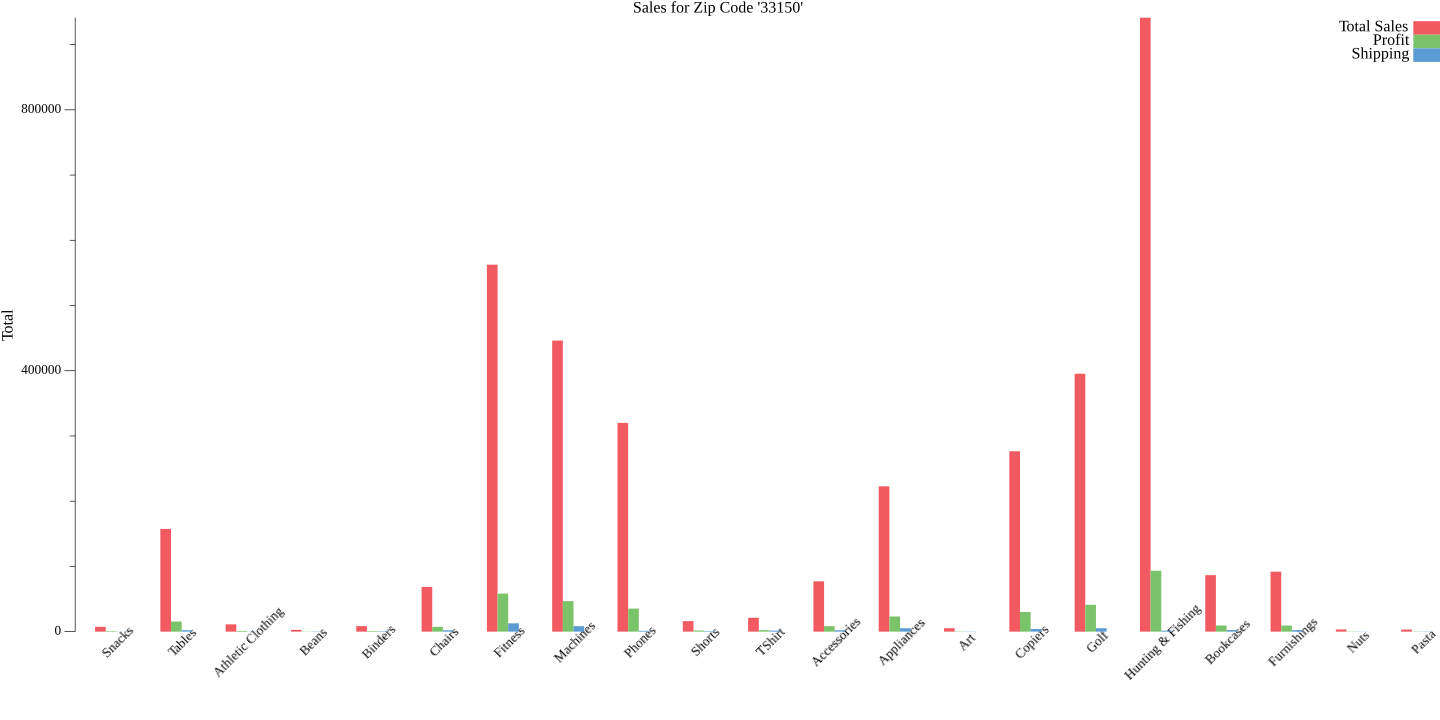 Sales for Zip Code '33150'
Total Sales
Profit
Shipping
Total
800000
400000
0
Snacks
Tables
Athletic Clothing
Beans
Binders
Chairs
Fitness
Machines
Phones
Shorts
TShirt
Accessories
Appliances
Art
Copiers
Golf
Hunting & Fishing
Bookcases
Furnishings
Nuts
Pasta